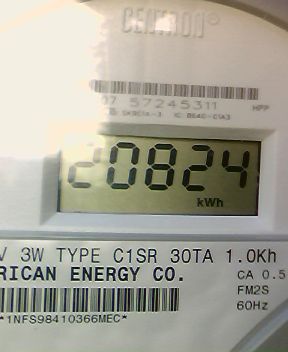 CENTRON®
07 57245311 HPP
20824
kWh
V 3W TYPE C1SR 30TA 1.0Kh
RICAN ENERGY CO.
CA 0.5
FM2S
60Hz
*1NFS98410366MEC*